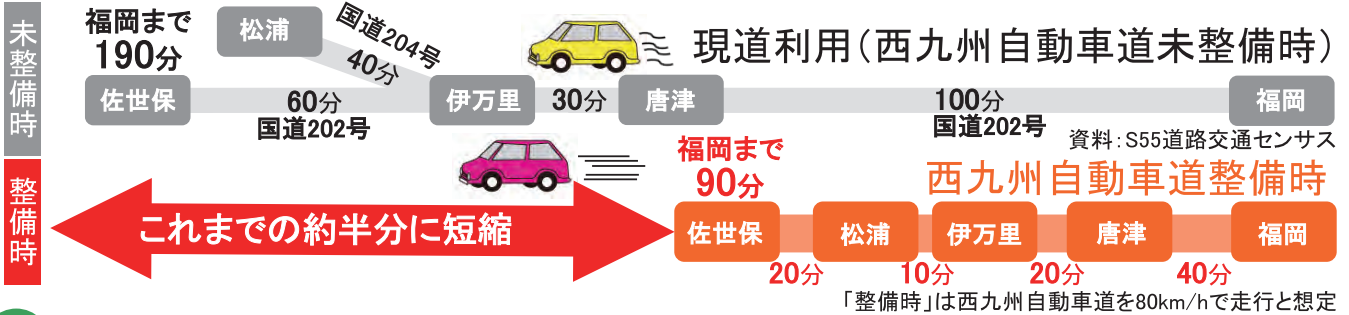 未整備時
福岡まで
190分
松浦
国道204号
40分
現道利用（西九州自動車道未整備時）
佐世保
60分
国道202号
伊万里
30分
唐津
100分
国道202号
福岡
資料：S55道路交通センサス
整備時
これまでの約半分に短縮
福岡まで
90分
西九州自動車道整備時
佐世保
松浦
伊万里
唐津
福岡
20分
10分
20分
40分
「整備時」は西九州自動車道を80km/hで走行と想定